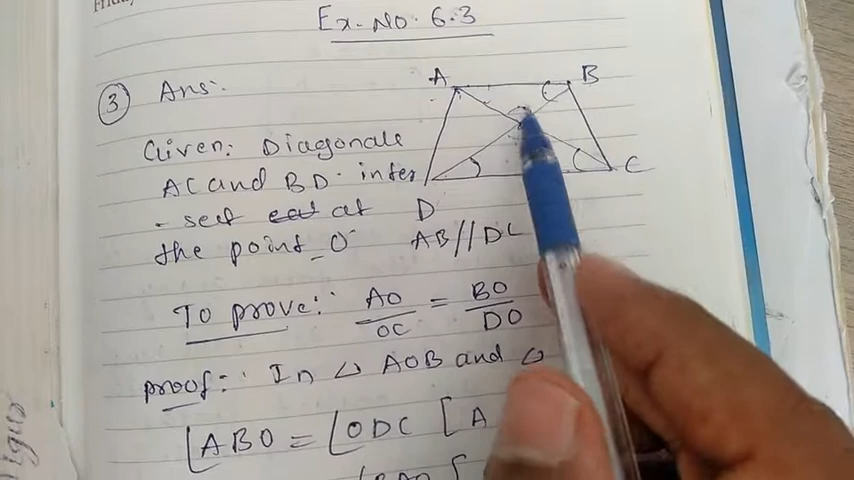 Ex. No. 6.3
A B
③ Ans:
Given: Diagonale
AC and BD. inter
C
- sect at D
the point O AB//DC
To prove:- AO/OC = BO/DO
proof:- In △ AOB and △
∠ABO = ∠ODC [A